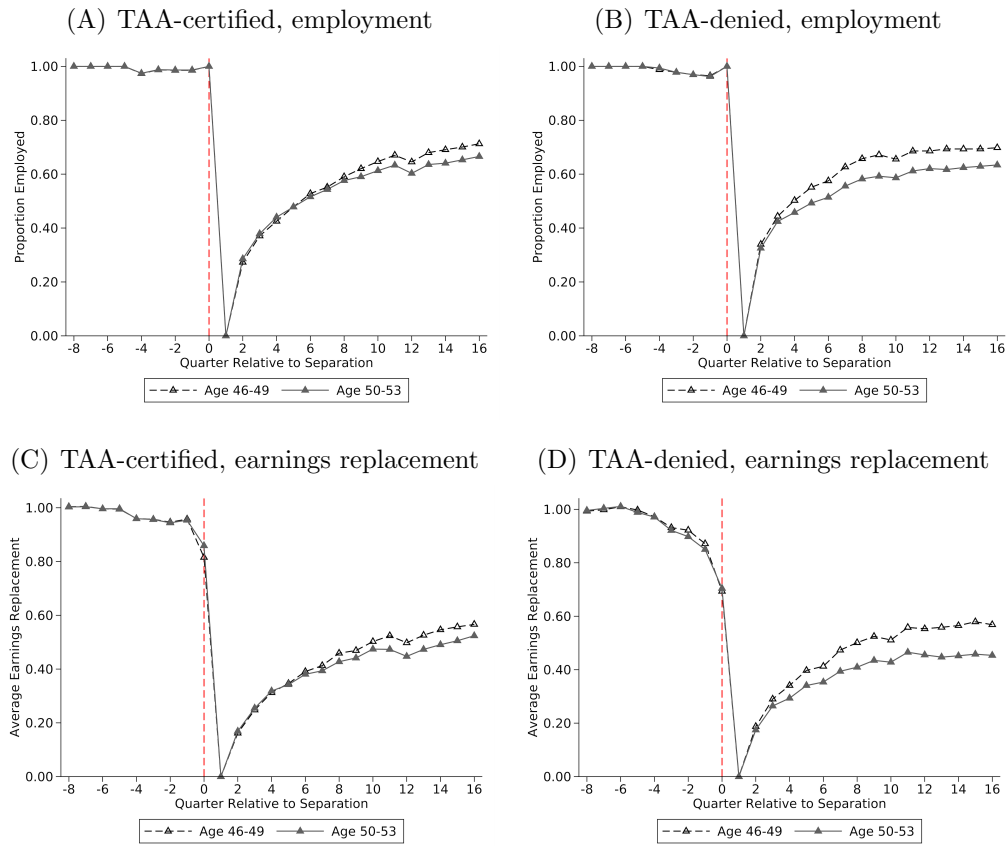 (A) TAA-certified, employment
Proportion Employed
1.00
0.80
0.60
0.40
0.20
0.00
-8 -6 -4 -2 0 2 4 6 8 10 12 14 16
Quarter Relative to Separation
Age 46-49 Age 50-53
(B) TAA-denied, employment
Proportion Employed
1.00
0.80
0.60
0.40
0.20
0.00
-8 -6 -4 -2 0 2 4 6 8 10 12 14 16
Quarter Relative to Separation
Age 46-49 Age 50-53
(C) TAA-certified, earnings replacement
Average Earnings Replacement
1.00
0.80
0.60
0.40
0.20
0.00
-8 -6 -4 -2 0 2 4 6 8 10 12 14 16
Quarter Relative to Separation
Age 46-49 Age 50-53
(D) TAA-denied, earnings replacement
Average Earnings Replacement
1.00
0.80
0.60
0.40
0.20
0.00
-8 -6 -4 -2 0 2 4 6 8 10 12 14 16
Quarter Relative to Separation
Age 46-49 Age 50-53